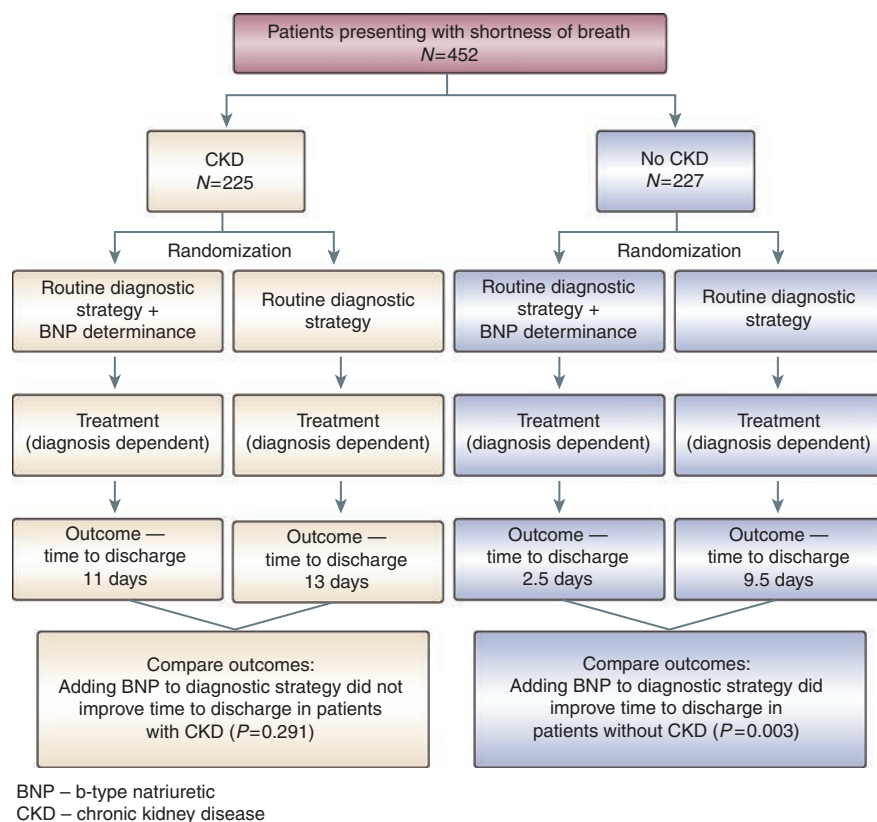 Patients presenting with shortness of breath
N=452
CKD
N=225
No CKD
N=227
Randomization
Randomization
Routine diagnostic
strategy +
BNP determinance
Routine diagnostic
strategy
Routine diagnostic
strategy +
BNP determinance
Routine diagnostic
strategy
Treatment
(diagnosis dependent)
Treatment
(diagnosis dependent)
Treatment
(diagnosis dependent)
Treatment
(diagnosis dependent)
Outcome —
time to discharge
11 days
Outcome —
time to discharge
13 days
Outcome —
time to discharge
2.5 days
Outcome —
time to discharge
9.5 days
Compare outcomes:
Adding BNP to diagnostic strategy did not
improve time to discharge in patients
with CKD (P=0.291)
Compare outcomes:
Adding BNP to diagnostic strategy did
improve time to discharge in
patients without CKD (P=0.003)
BNP – b-type natriuretic
CKD – chronic kidney disease